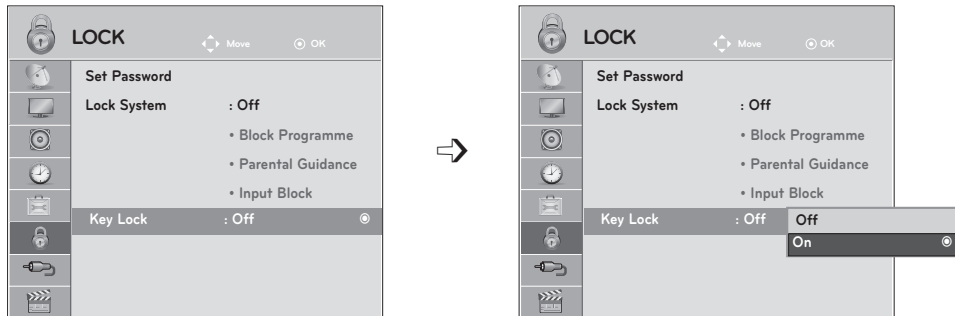 LOCK Move OK
Set Password
Lock System : Off
• Block Programme
• Parental Guidance
• Input Block
Key Lock : Off
LOCK Move OK
Set Password
Lock System : Off
• Block Programme
• Parental Guidance
• Input Block
Key Lock : Off
Off
On